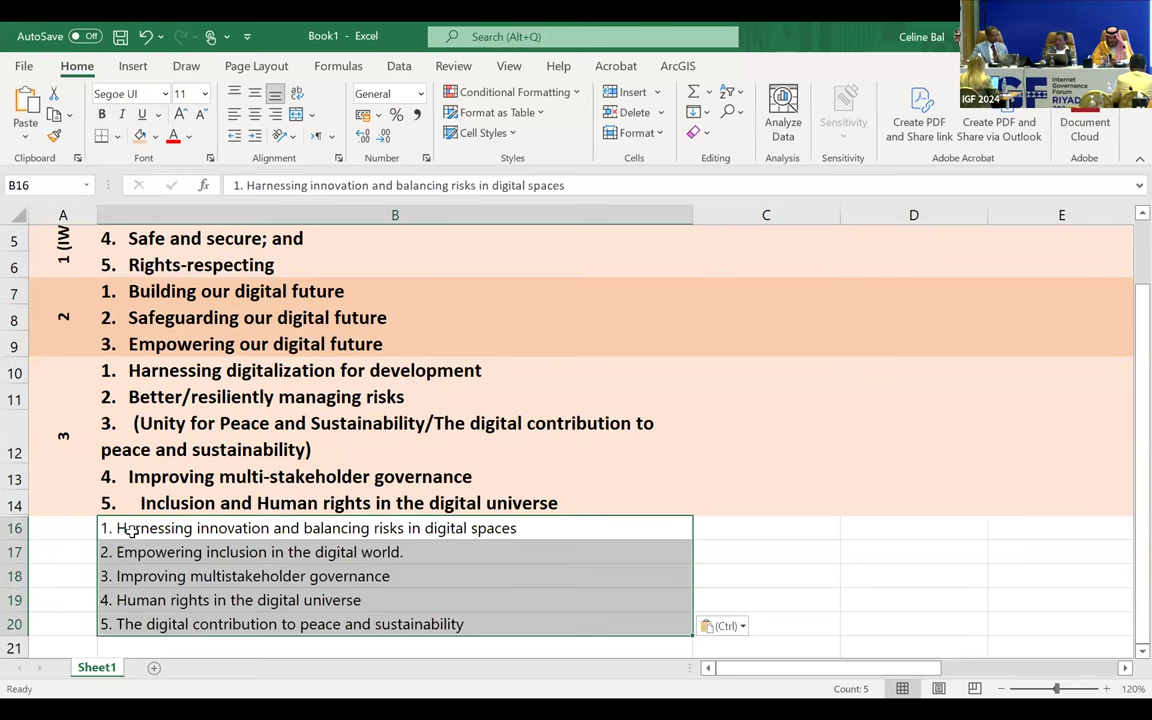 AutoSave Off Book1 - Excel Search (Alt+Q) Celine Bal
File Home Insert Draw Page Layout Formulas Data Review View Help Acrobat ArcGIS
Paste Segoe UI 11 General Conditional Formatting Format as Table Cell Styles Insert Delete Format Analyze Data Sensitivity Create PDF and Share link Create PDF and Share via Outlook Document Cloud
Clipboard Font Alignment Number Styles Cells Editing Analysis Sensitivity Adobe Acrobat Adobe
IGF 2024
Internet Governance Forum
RIYAD
B16 fx 1. Harnessing innovation and balancing risks in digital spaces
A B C D E
1 (IW
5 4. Safe and secure; and
6 5. Rights-respecting
7 1. Building our digital future
2
8 2. Safeguarding our digital future
9 3. Empowering our digital future
10 1. Harnessing digitalization for development
11 2. Better/resiliently managing risks
3
12 3. (Unity for Peace and Sustainability/The digital contribution to
peace and sustainability)
13 4. Improving multi-stakeholder governance
14 5. Inclusion and Human rights in the digital universe
16 1. Harnessing innovation and balancing risks in digital spaces
17 2. Empowering inclusion in the digital world.
18 3. Improving multistakeholder governance
19 4. Human rights in the digital universe
20 5. The digital contribution to peace and sustainability
(Ctrl)
21
Sheet1
Ready Count: 5 120%